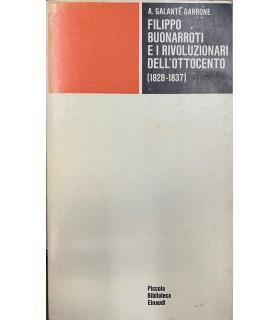 A. GALANTE GARRONE
FILIPPO
BUONARROTI
E I RIVOLUZIONARI
DELL'OTTOCENTO
(1828-1837)
Piccola
Biblioteca
Einaudi